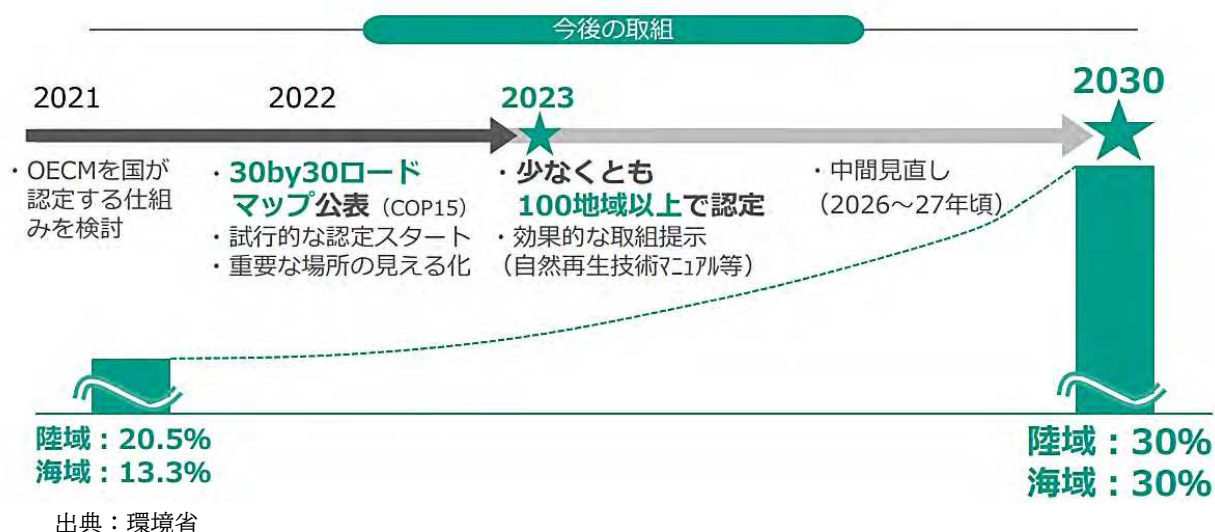 今後の取組
2021
2022
2023
2030
・OECMを国が
認定する仕組
みを検討
・30by30ロード
マップ公表（COP15）
・試行的な認定スタート
・重要な場所の見える化
・少なくとも
100地域以上で認定
・効果的な取組提示
（自然再生技術ﾏﾆｭｱﾙ等）
・中間見直し
（2026～27年頃）
陸域：20.5%
海域：13.3%
陸域：30%
海域：30%
出典：環境省